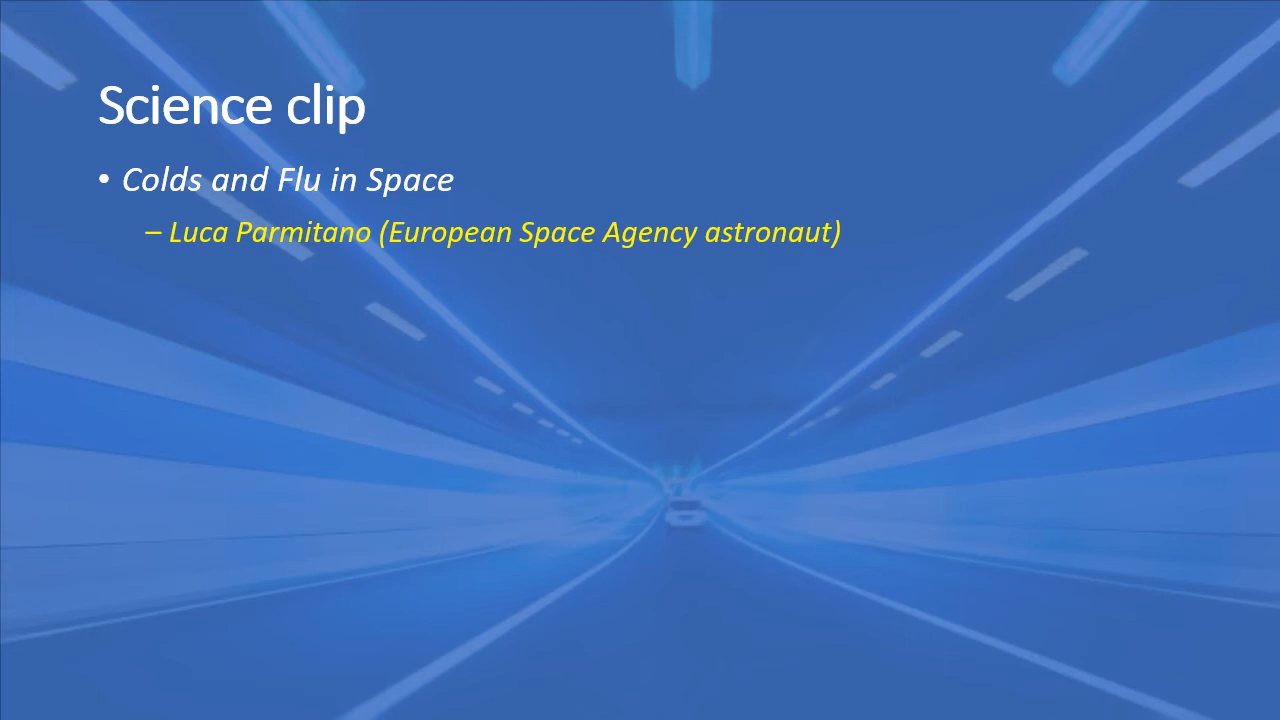 Science clip
• Colds and Flu in Space
– Luca Parmitano (European Space Agency astronaut)